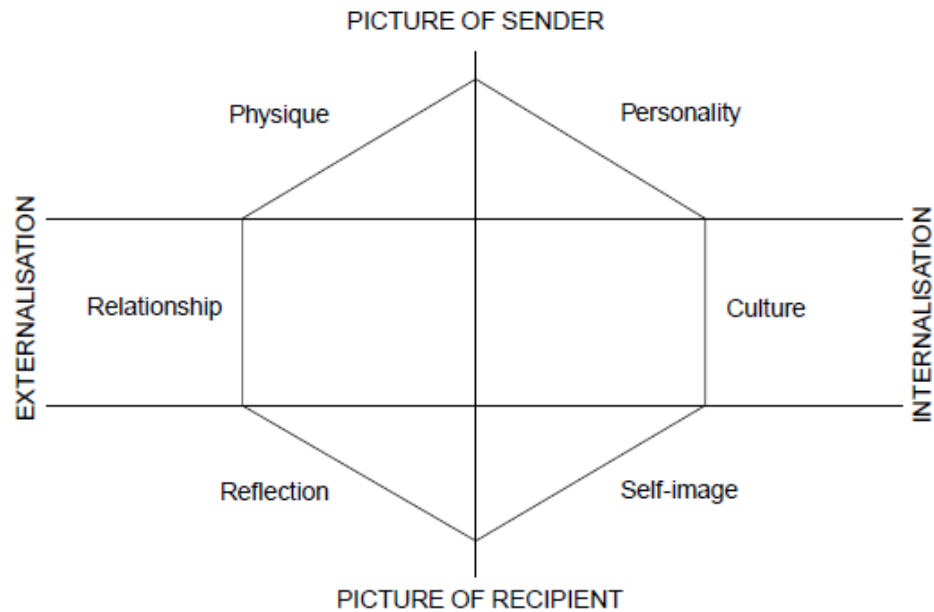 PICTURE OF SENDER
Physique
Personality
EXTERNALISATION
INTERNALISATION
Relationship
Culture
Reflection
Self-image
PICTURE OF RECIPIENT